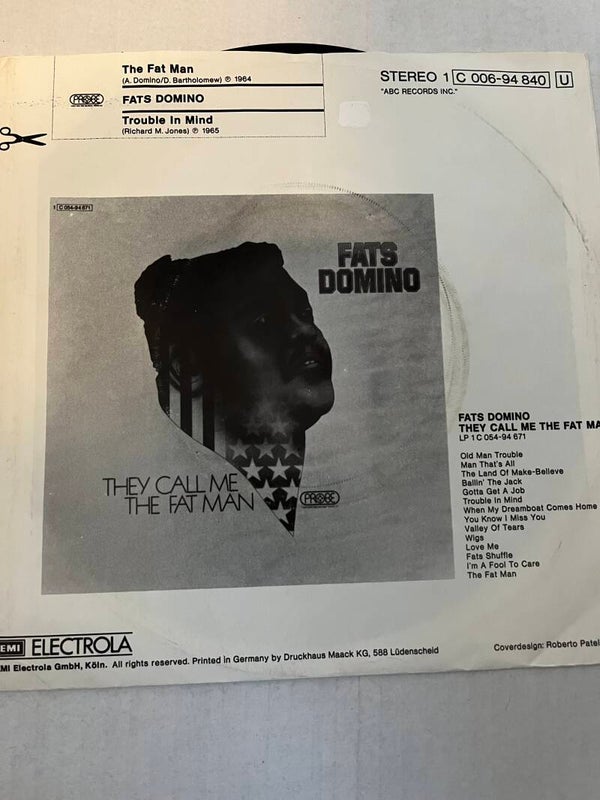 The Fat Man
(A. Domino/D. Bartholomew) ℗ 1964
PROBE
FATS DOMINO
Trouble In Mind
(Richard M. Jones) ℗ 1965
STEREO 1 C 006-94 840 U
"ABC RECORDS INC."
1 C 054-94 671
FATS
DOMINO
THEY CALL ME
THE FAT MAN
PROBE
FATS DOMINO
THEY CALL ME THE FAT MA
LP 1 C 054-94 671
Old Man Trouble
Man That's All
The Land Of Make-Believe
Ballin' The Jack
Gotta Get A Job
Trouble In Mind
When My Dreamboat Comes Home
You Know I Miss You
Valley Of Tears
Wigs
Love Me
Fats Shuffle
I'm A Fool To Care
The Fat Man
EMI ELECTROLA
MI Electrola GmbH, Köln. All rights reserved. Printed in Germany by Druckhaus Maack KG, 588 Lüdenscheid
Coverdesign: Roberto Patel